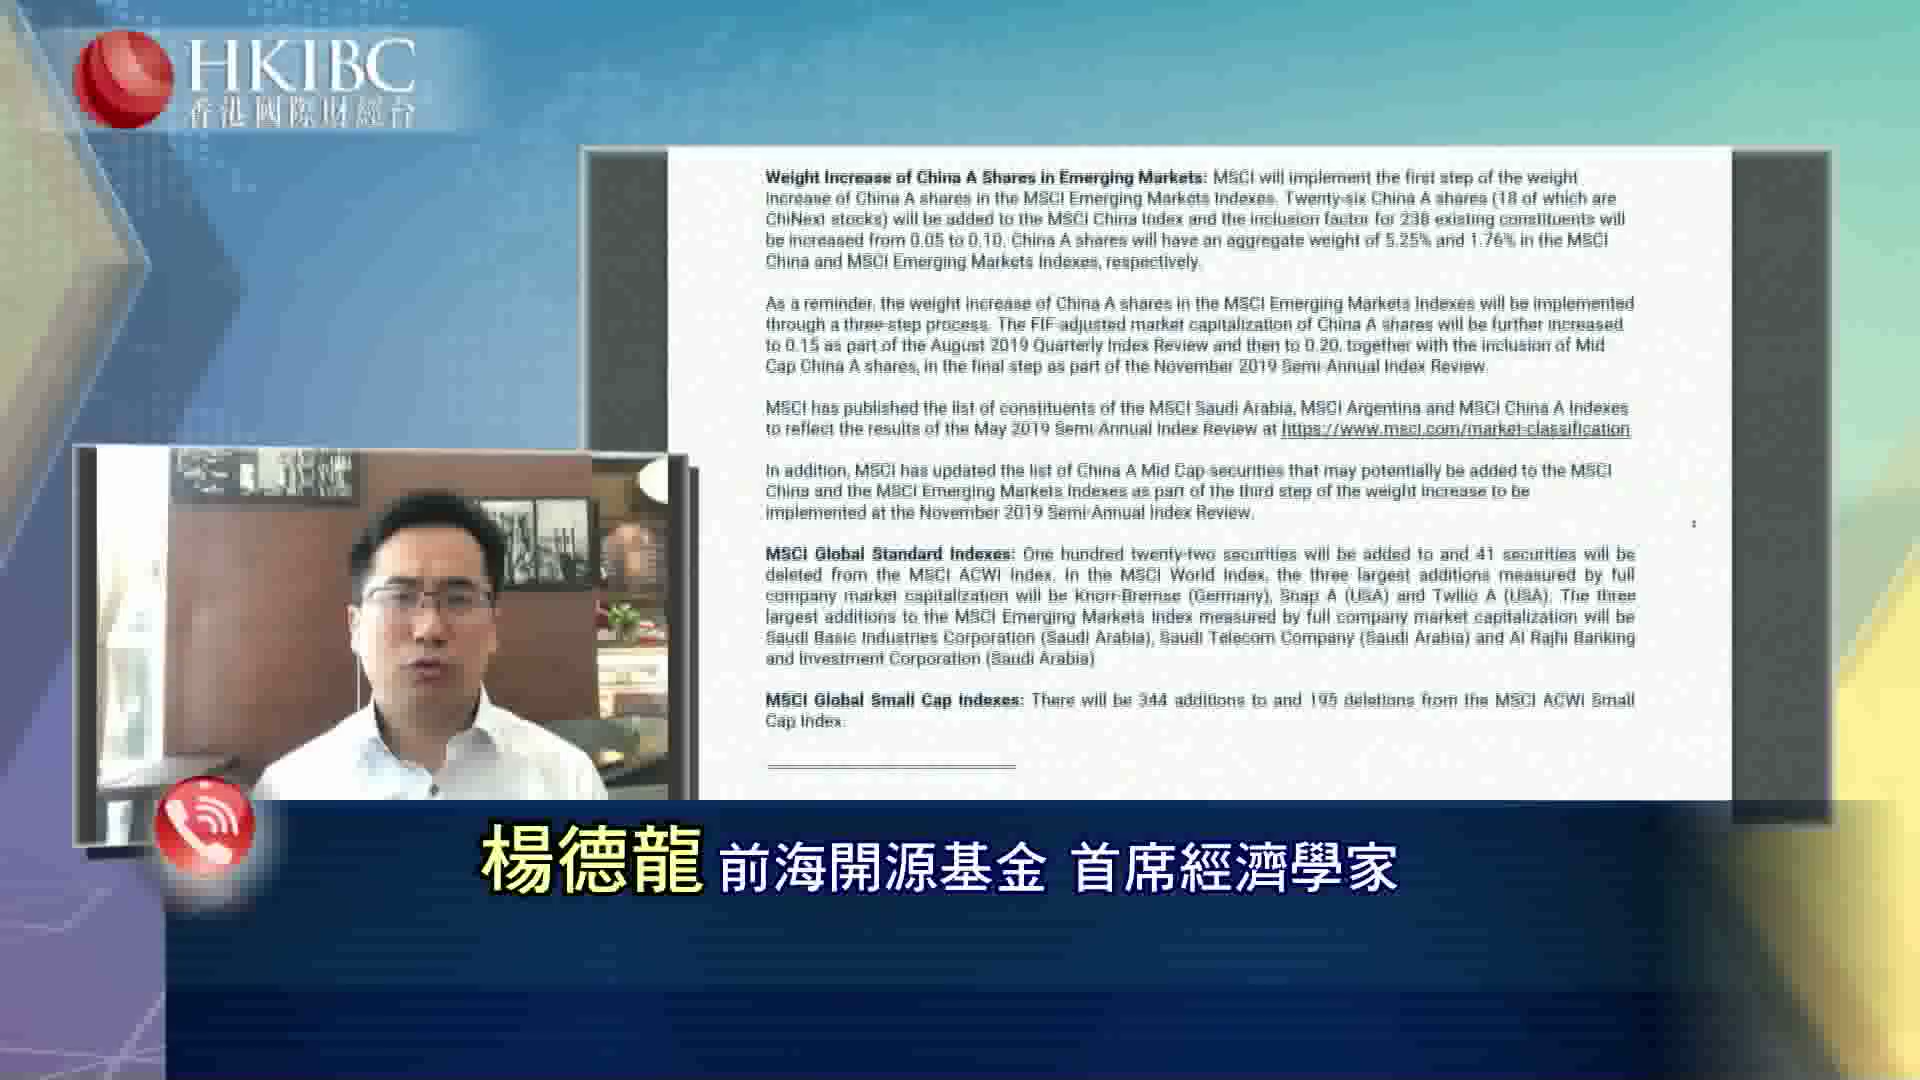 HKIBC
香港國際財經台
Weight Increase of China A Shares in Emerging Markets: MSCI will implement the first step of the weight
increase of China A shares in the MSCI Emerging Markets Indexes. Twenty-six China A shares (18 of which are
ChiNext stocks) will be added to the MSCI China Index and the inclusion factor for 238 existing constituents will
be increased from 0.05 to 0.10. China A shares will have an aggregate weight of 5.25% and 1.76% in the MSCI
China and MSCI Emerging Markets Indexes, respectively.
As a reminder, the weight increase of China A shares in the MSCI Emerging Markets Indexes will be implemented
through a three-step process. The FIF-adjusted market capitalization of China A shares will be further increased
to 0.15 as part of the August 2019 Quarterly Index Review and then to 0.20, together with the inclusion of Mid
Cap China A shares, in the final step as part of the November 2019 Semi-Annual Index Review.
MSCI has published the list of constituents of the MSCI Saudi Arabia, MSCI Argentina and MSCI China A Indexes
to reflect the results of the May 2019 Semi-Annual Index Review at https://www.msci.com/market-classification
In addition, MSCI has updated the list of China A Mid Cap securities that may potentially be added to the MSCI
China and the MSCI Emerging Markets Indexes as part of the third step of the weight increase to be
implemented at the November 2019 Semi-Annual Index Review.
MSCI Global Standard Indexes: One hundred twenty-two securities will be added to and 41 securities will be
deleted from the MSCI ACWI Index. In the MSCI World Index, the three largest additions measured by full
company market capitalization will be Knorr-Bremse (Germany), Snap A (USA) and Twilio A (USA). The three
largest additions to the MSCI Emerging Markets Index measured by full company market capitalization will be
Saudi Basic Industries Corporation (Saudi Arabia), Saudi Telecom Company (Saudi Arabia) and Al Rajhi Banking
and Investment Corporation (Saudi Arabia)
MSCI Global Small Cap Indexes: There will be 344 additions to and 195 deletions from the MSCI ACWI Small
Cap Index.
楊德龍 前海開源基金 首席經濟學家